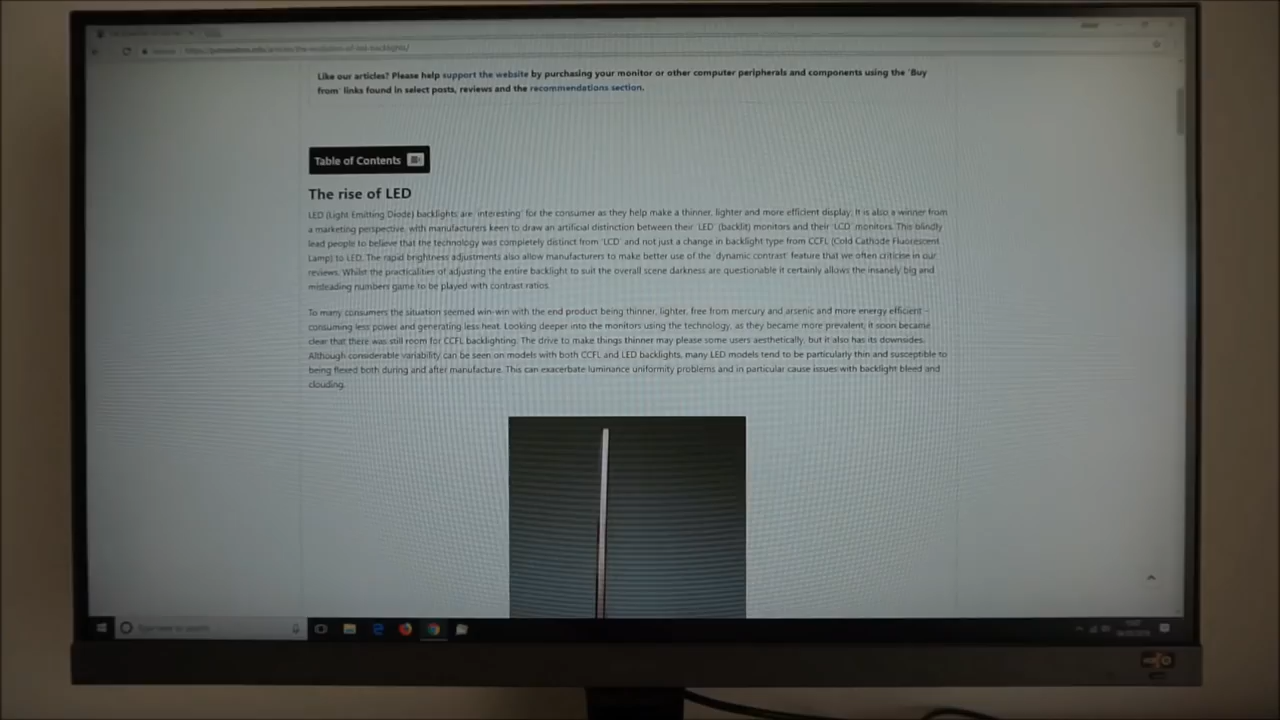 Like our articles? Please help support the website by purchasing your monitor or other computer peripherals and components using the 'Buy
from' links found in select posts, reviews and the recommendations section.
Table of Contents
The rise of LED
LED (Light Emitting Diode) backlights are 'interesting' for the consumer as they help make a thinner, lighter and more efficient display. It is also a winner from
a marketing perspective, with manufacturers keen to draw an artificial distinction between their 'LED' (backlit) monitors and their 'LCD' monitors. This blindly
lead people to believe that the technology was completely distinct from 'LCD' and not just a change in backlight type from CCFL (Cold Cathode Fluorescent
Lamp) to LED. The rapid brightness adjustments also allow manufacturers to make better use of the 'dynamic contrast' feature that we often criticise in our
reviews. Whilst the practicalities of adjusting the entire backlight to suit the overall scene darkness are questionable it certainly allows the insanely big and
misleading numbers game to be played with contrast ratios.
To many consumers the situation seemed win-win with the end product being thinner, lighter, free from mercury and arsenic and more energy efficient –
consuming less power and generating less heat. Looking deeper into the monitors using the technology, as they became more prevalent, it soon became
clear that there was still room for CCFL backlighting. The drive to make things thinner may please some users aesthetically, but it also has its downsides.
Although considerable variability can be seen on models with both CCFL and LED backlights, many LED models tend to be particularly thin and susceptible to
being flexed both during and after manufacture. This can exacerbate luminance uniformity problems and in particular cause issues with backlight bleed and
clouding.